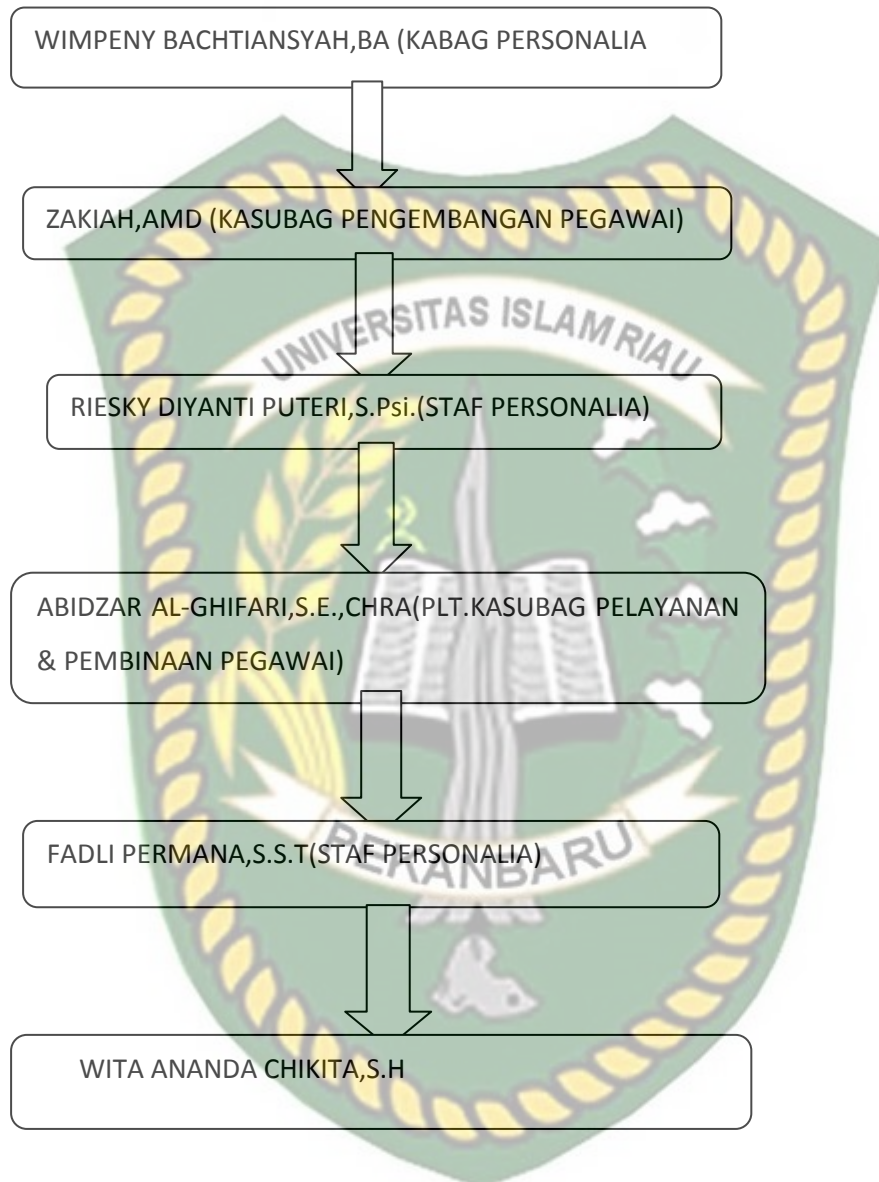 WIMPENY BACHTIANSYAH,BA (KABAG PERSONALIA
ZAKIAH,AMD (KASUBAG PENGEMBANGAN PEGAWAI)
UNIVERSITAS ISLAM RIAU
RIESKY DIYANTI PUTERI,S.Psi.(STAF PERSONALIA)
ABIDZAR AL-GHIFARI,S.E.,CHRA(PLT.KASUBAG PELAYANAN
& PEMBINAAN PEGAWAI)
FADLI PERMANA,S.S.T(STAF PERSONALIA)
PEKANBARU
WITA ANANDA CHIKITA,S.H